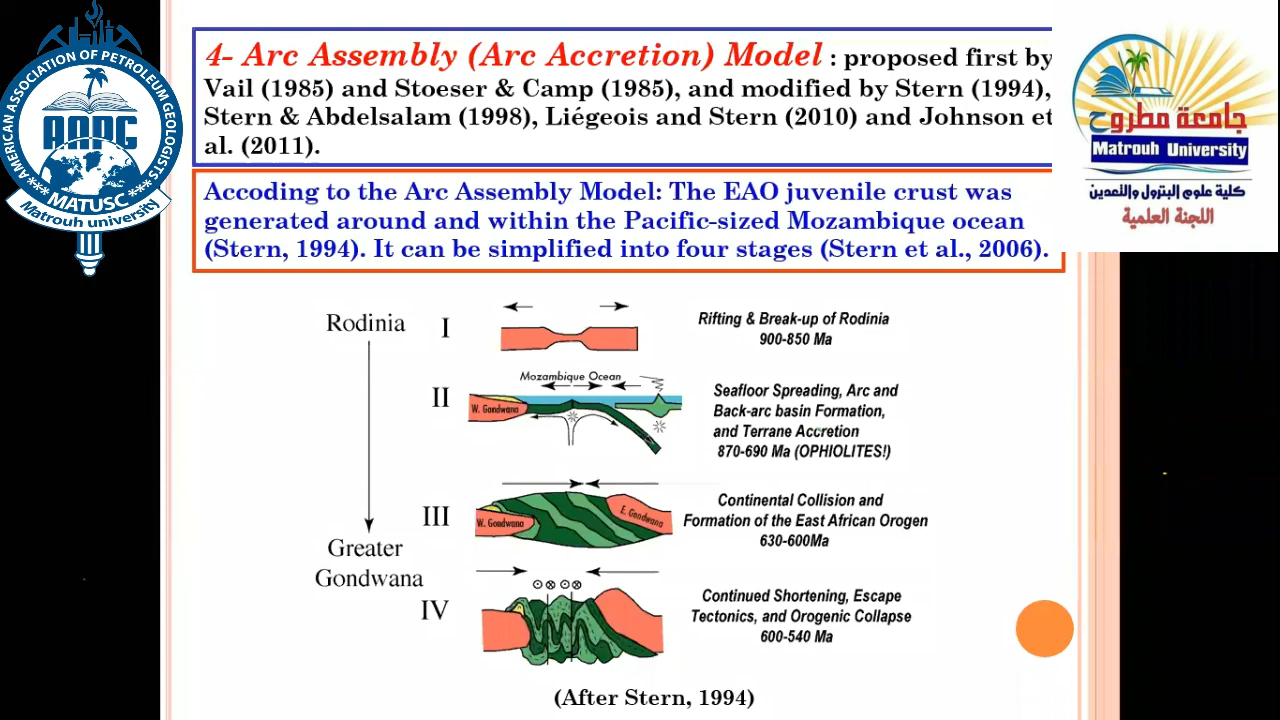 AMERICAN ASSOCIATION OF PETROLEUM GEOLOGISTS
AAPG
*** MATUSC ***
Matrouh university
4- Arc Assembly (Arc Accretion) Model : proposed first by
Vail (1985) and Stoeser & Camp (1985), and modified by Stern (1994),
Stern & Abdelsalam (1998), Liégeois and Stern (2010) and Johnson et
al. (2011).
جامعة مطروح
Matrouh University
كلية علوم البترول والتعدين
اللجنة العلمية
Accoding to the Arc Assembly Model: The EAO juvenile crust was
generated around and within the Pacific-sized Mozambique ocean
(Stern, 1994). It can be simplified into four stages (Stern et al., 2006).
Rodinia
I
Rifting & Break-up of Rodinia
900-850 Ma
II
Mozambique Ocean
W. Gondwana
Seafloor Spreading, Arc and
Back-arc basin Formation,
and Terrane Accretion
870-690 Ma (OPHIOLITES!)
III
W. Gondwana
E. Gondwana
Continental Collision and
Formation of the East African Orogen
630-600Ma
Greater
Gondwana
IV
Continued Shortening, Escape
Tectonics, and Orogenic Collapse
600-540 Ma
(After Stern, 1994)